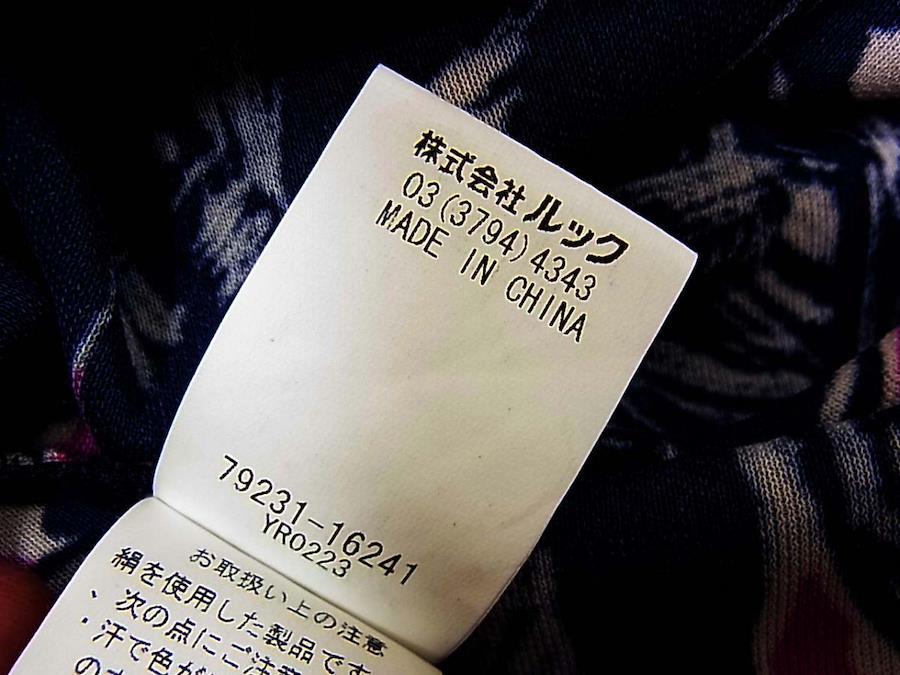 株式会社ルック
03(3794)4343
MADE IN CHINA
79231-16241
YR0223
お取扱い上の注意
絹を使用した製品です
、次の点にご注意
・汗で色が